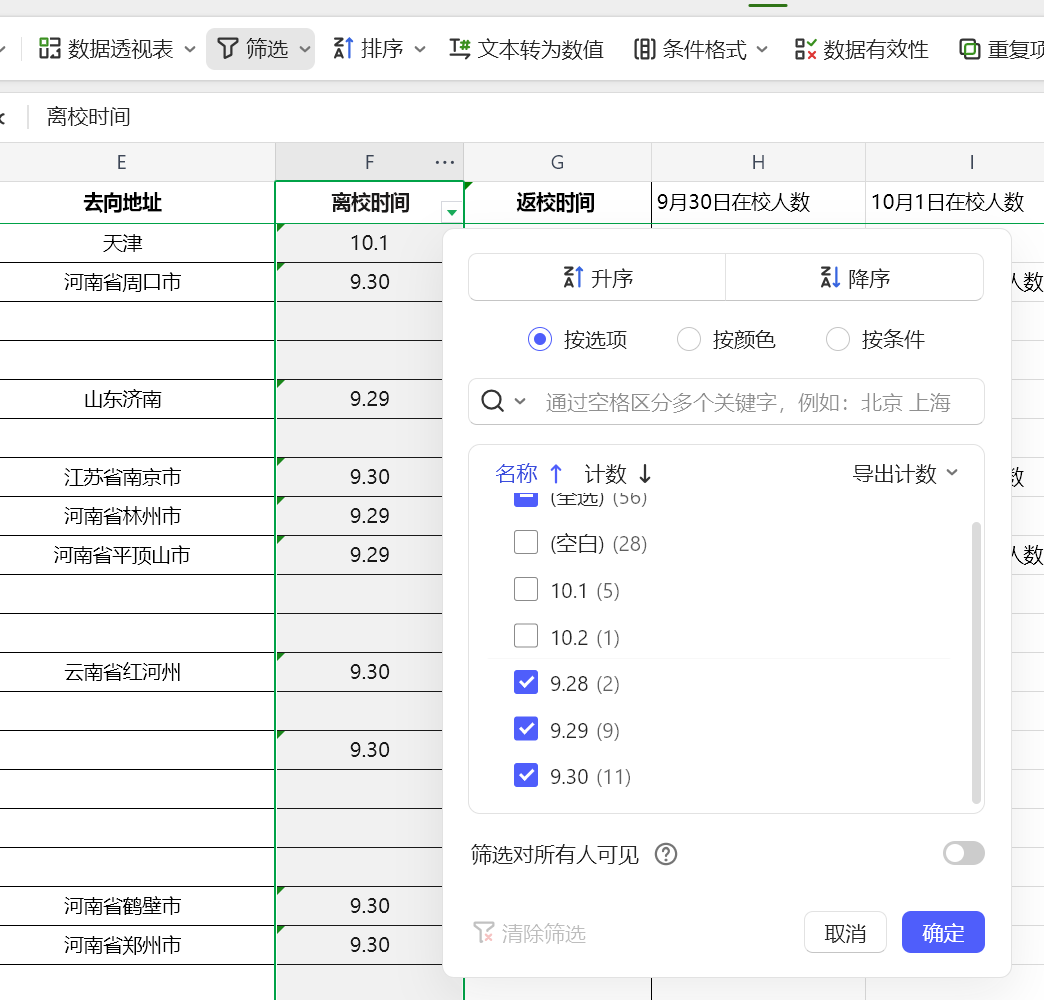 数据透视表 筛选 排序 文本转为数值 条件格式 数据有效性 重复项
离校时间
E F G H I
去向地址 离校时间 返校时间 9月30日在校人数 10月1日在校人数
天津 10.1
河南省周口市 9.30
山东济南 9.29
江苏省南京市 9.30
河南省林州市 9.29
河南省平顶山市 9.29
云南省红河州 9.30
9.30
河南省鹤壁市 9.30
河南省郑州市 9.30
升序 降序
按选项 按颜色 按条件
通过空格区分多个关键字，例如：北京 上海
名称 计数 导出计数
(全选) (56)
(空白) (28)
10.1 (5)
10.2 (1)
9.28 (2)
9.29 (9)
9.30 (11)
筛选对所有人可见
清除筛选 取消 确定
人数
数
人数